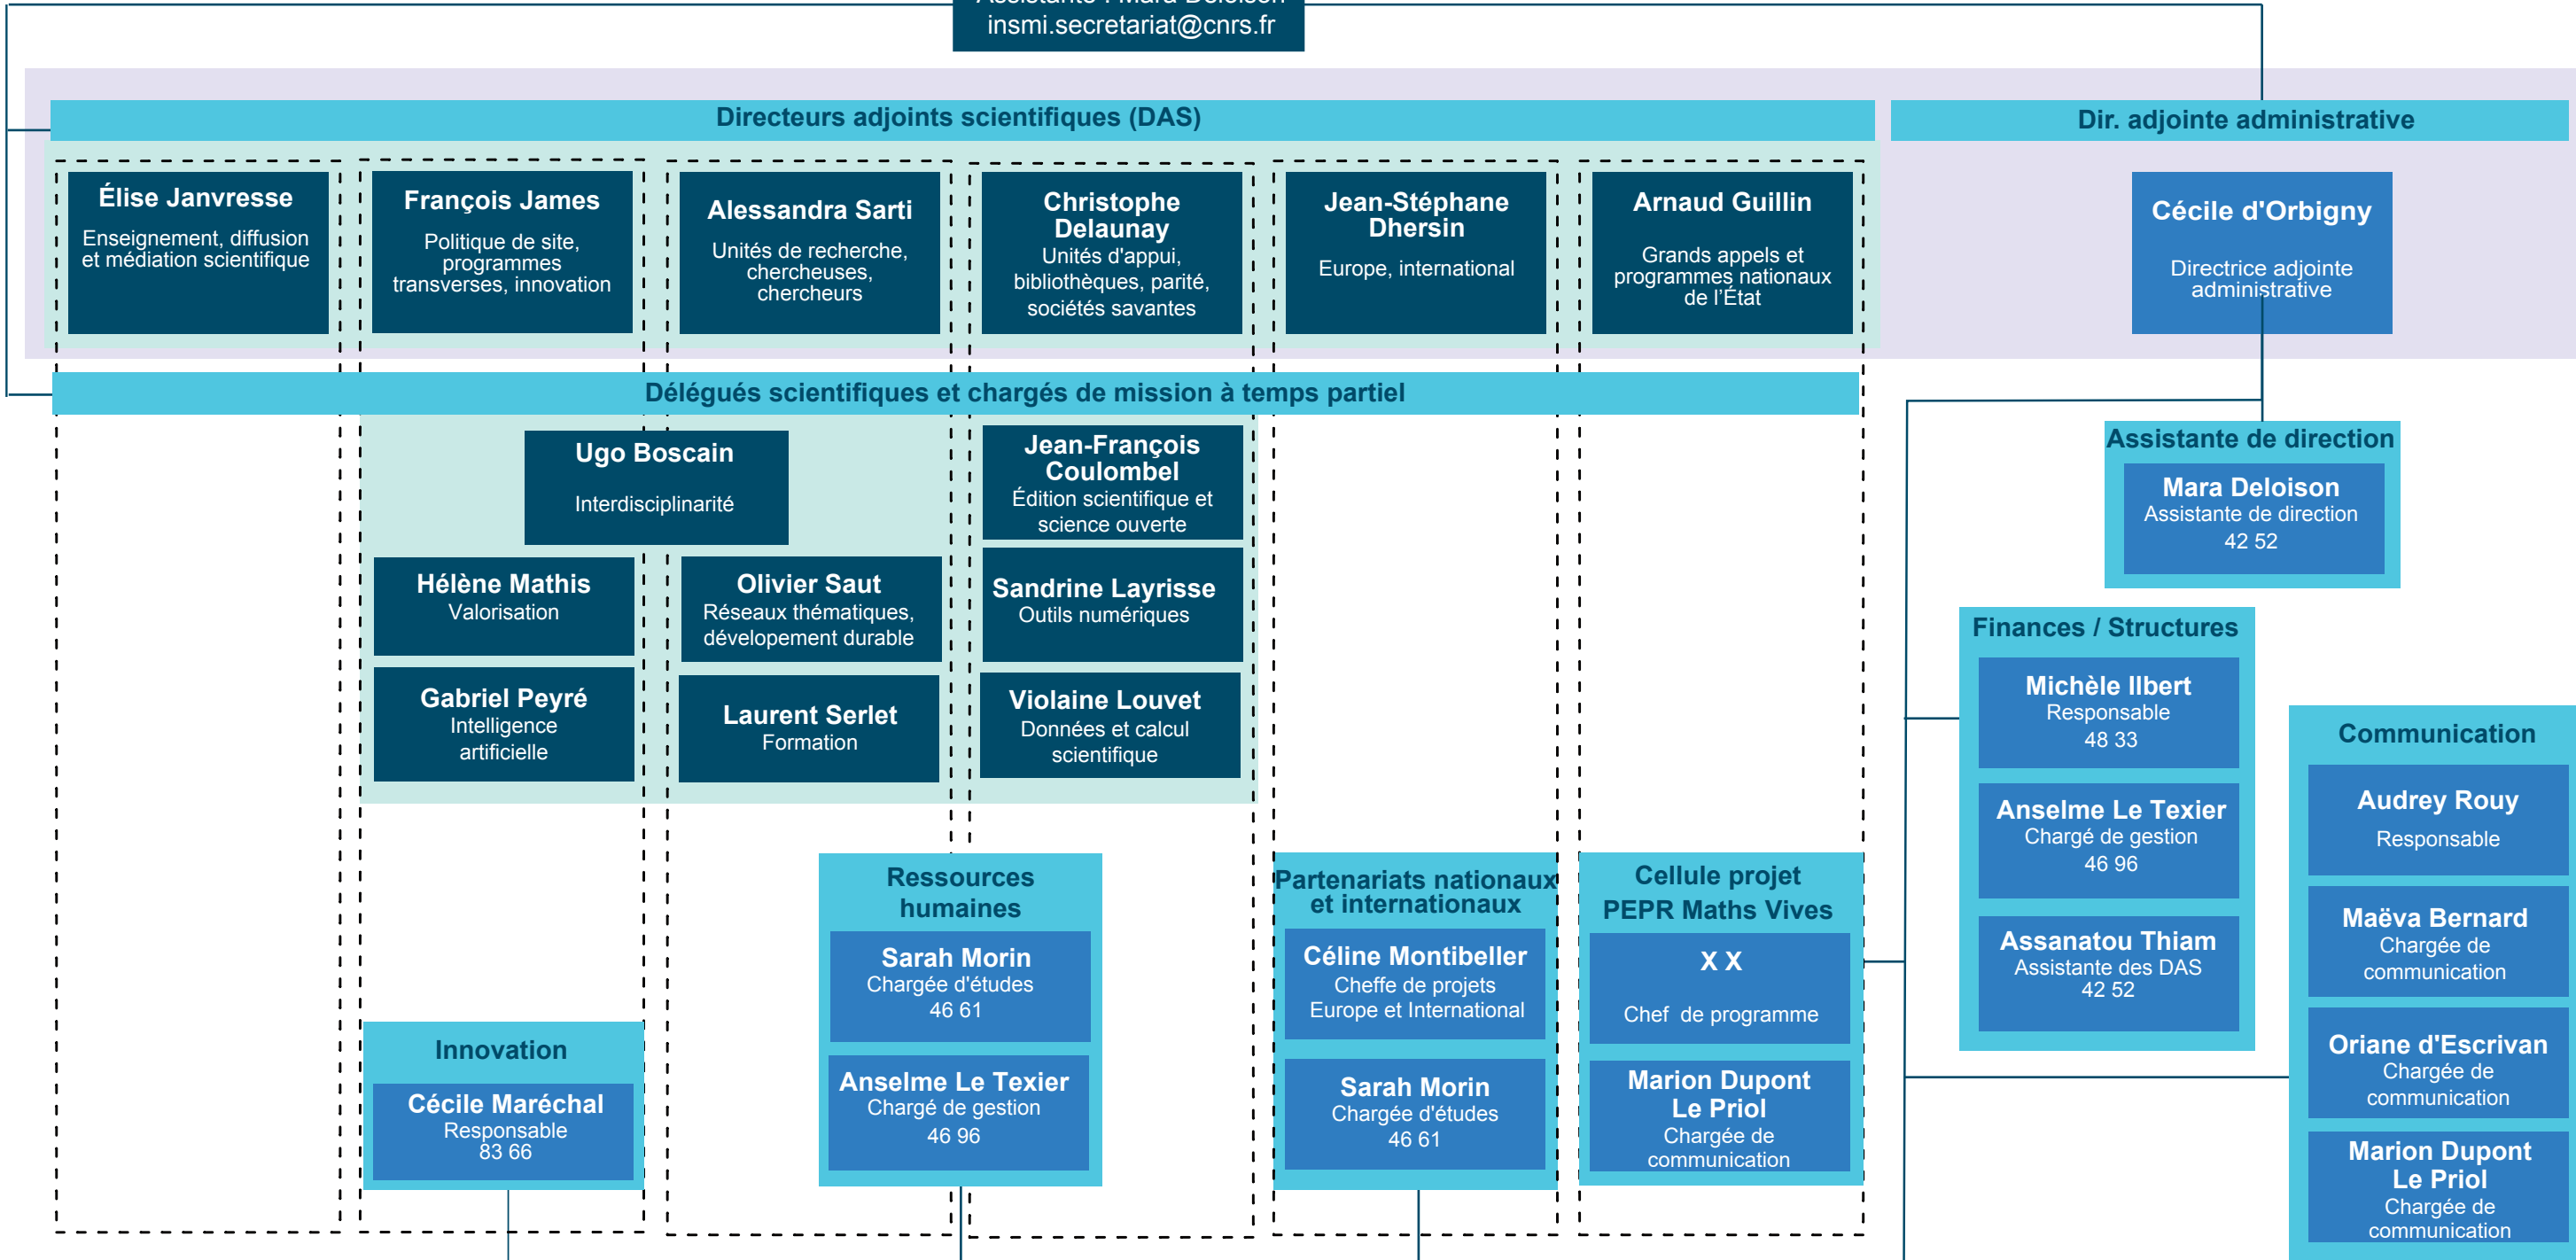 Assistante : Mara Deloison
insmi.secretariat@cnrs.fr
Directeurs adjoints scientifiques (DAS)
Dir. adjointe administrative
Élise Janvresse
Enseignement, diffusion
et médiation scientifique
François James
Politique de site,
programmes
transverses, innovation
Alessandra Sarti
Unités de recherche,
chercheuses,
chercheurs
Christophe
Delaunay
Unités d'appui,
bibliothèques, parité,
sociétés savantes
Jean-Stéphane
Dhersin
Europe, international
Arnaud Guillin
Grands appels et
programmes nationaux
de l'État
Cécile d'Orbigny
Directrice adjointe
administrative
Délégués scientifiques et chargés de mission à temps partiel
Ugo Boscain
Interdisciplinarité
Jean-François
Coulombel
Édition scientifique et
science ouverte
Hélène Mathis
Valorisation
Olivier Saut
Réseaux thématiques,
dévelopement durable
Sandrine Layrisse
Outils numériques
Gabriel Peyré
Intelligence
artificielle
Laurent Serlet
Formation
Violaine Louvet
Données et calcul
scientifique
Assistante de direction
Mara Deloison
Assistante de direction
42 52
Finances / Structures
Michèle Ilbert
Responsable
48 33
Anselme Le Texier
Chargé de gestion
46 96
Assanatou Thiam
Assistante des DAS
42 52
Communication
Audrey Rouy
Responsable
Maëva Bernard
Chargée de
communication
Oriane d'Escrivan
Chargée de
communication
Marion Dupont
Le Priol
Chargée de
communication
Innovation
Cécile Maréchal
Responsable
83 66
Ressources
humaines
Sarah Morin
Chargée d'études
46 61
Anselme Le Texier
Chargé de gestion
46 96
Partenariats nationaux
et internationaux
Céline Montibeller
Cheffe de projets
Europe et International
Sarah Morin
Chargée d'études
46 61
Cellule projet
PEPR Maths Vives
X X
Chef de programme
Marion Dupont
Le Priol
Chargée de
communication